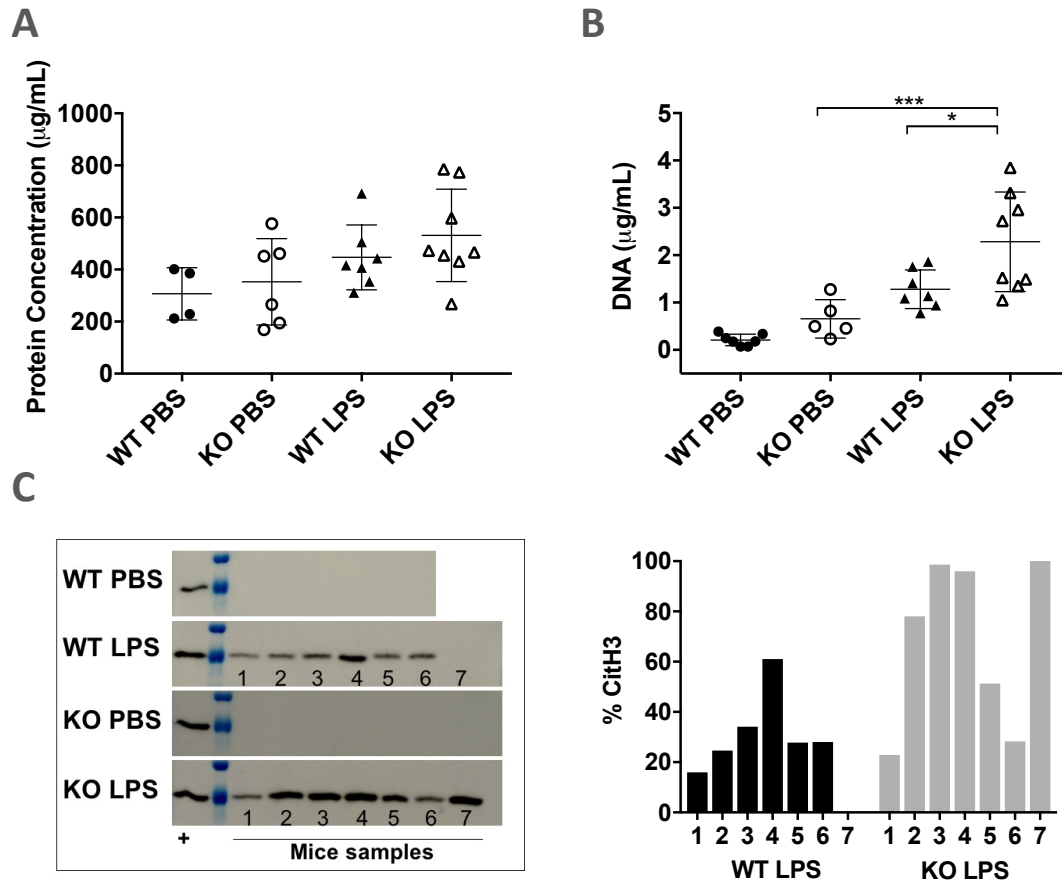 A
Protein Concentration (μg/mL)
1000
800
600
400
200
0
WT PBS
KO PBS
WT LPS
KO LPS
B
DNA (μg/mL)
5
4
3
2
1
0
***
*
WT PBS
KO PBS
WT LPS
KO LPS
C
WT PBS
WT LPS
1 2 3 4 5 6 7
KO PBS
KO LPS
1 2 3 4 5 6 7
+
Mice samples
% CitH3
100
80
60
40
20
0
1 2 3 4 5 6 7 1 2 3 4 5 6 7
WT LPS KO LPS